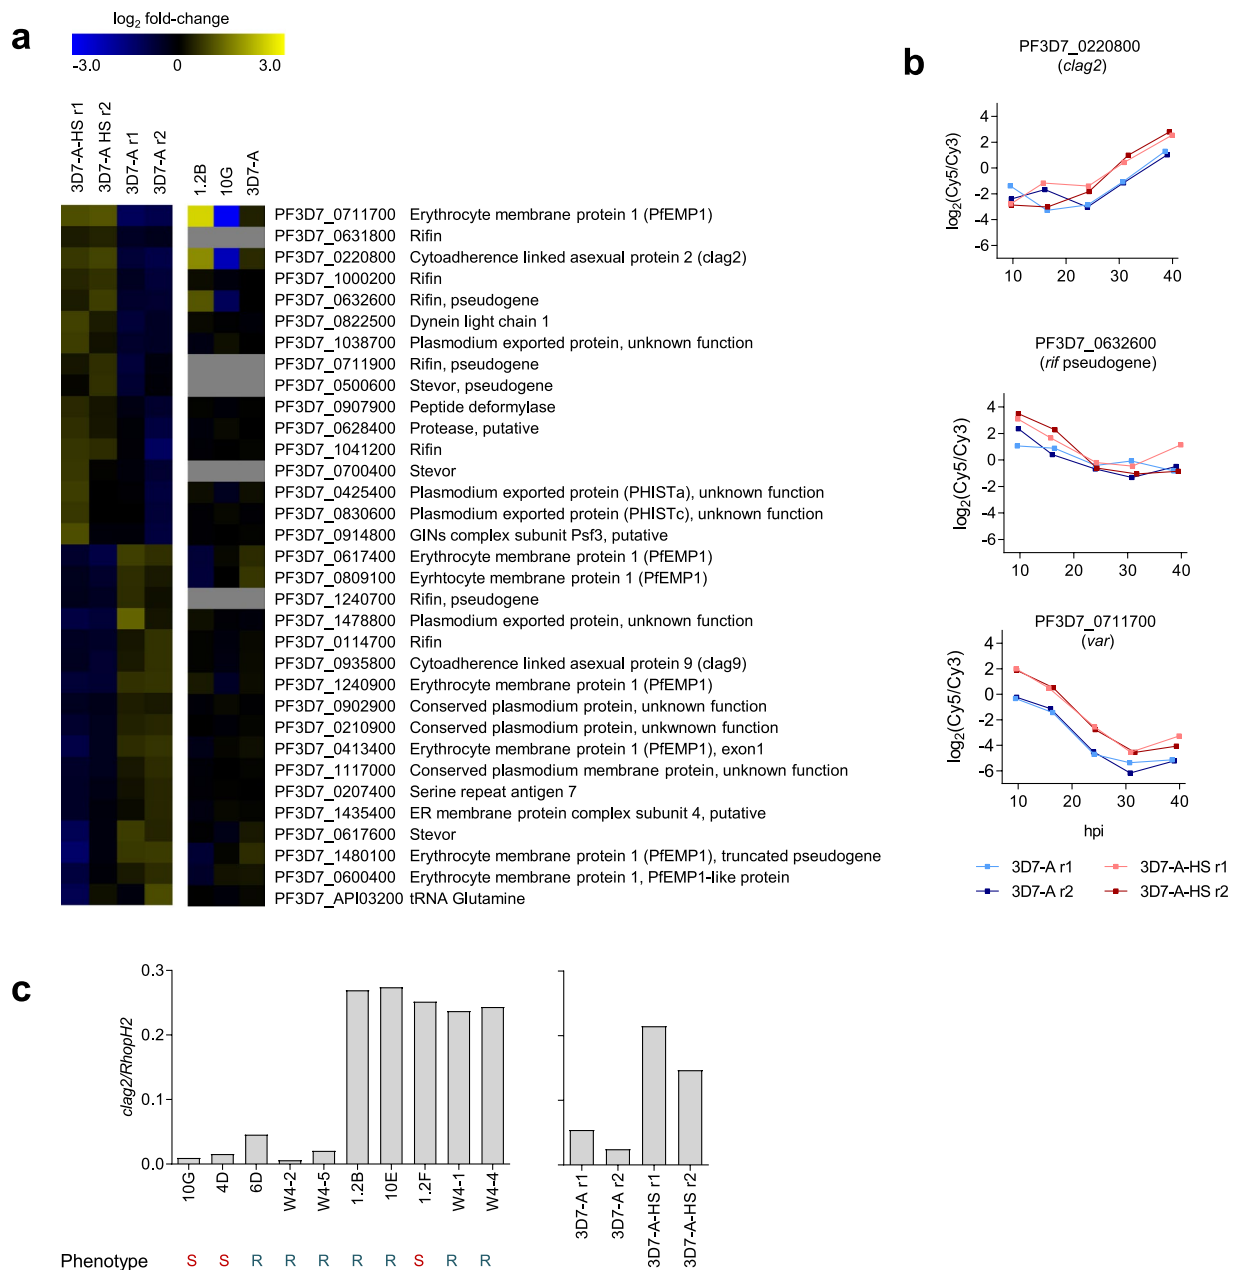 a
log2 fold-change
-3.0 0 3.0
3D7-A-HS r1
3D7-A HS r2
3D7-A r1
3D7-A r2
1.2B
10G
3D7-A
PF3D7_0711700 Erythrocyte membrane protein 1 (PfEMP1)
PF3D7_0631800 Rifin
PF3D7_0220800 Cytoadherence linked asexual protein 2 (clag2)
PF3D7_1000200 Rifin
PF3D7_0632600 Rifin, pseudogene
PF3D7_0822500 Dynein light chain 1
PF3D7_1038700 Plasmodium exported protein, unknown function
PF3D7_0711900 Rifin, pseudogene
PF3D7_0500600 Stevor, pseudogene
PF3D7_0907900 Peptide deformylase
PF3D7_0628400 Protease, putative
PF3D7_1041200 Rifin
PF3D7_0700400 Stevor
PF3D7_0425400 Plasmodium exported protein (PHISTa), unknown function
PF3D7_0830600 Plasmodium exported protein (PHISTc), unknown function
PF3D7_0914800 GINs complex subunit Psf3, putative
PF3D7_0617400 Erythrocyte membrane protein 1 (PfEMP1)
PF3D7_0809100 Eyrhtocyte membrane protein 1 (PfEMP1)
PF3D7_1240700 Rifin, pseudogene
PF3D7_1478800 Plasmodium exported protein, unknown function
PF3D7_0114700 Rifin
PF3D7_0935800 Cytoadherence linked asexual protein 9 (clag9)
PF3D7_1240900 Erythrocyte membrane protein 1 (PfEMP1)
PF3D7_0902900 Conserved plasmodium protein, unknown function
PF3D7_0210900 Conserved plasmodium protein, unkwnown function
PF3D7_0413400 Erythrocyte membrane protein 1 (PfEMP1), exon1
PF3D7_1117000 Conserved plasmodium membrane protein, unknown function
PF3D7_0207400 Serine repeat antigen 7
PF3D7_1435400 ER membrane protein complex subunit 4, putative
PF3D7_0617600 Stevor
PF3D7_1480100 Erythrocyte membrane protein 1 (PfEMP1), truncated pseudogene
PF3D7_0600400 Erythrocyte membrane protein 1, PfEMP1-like protein
PF3D7_API03200 tRNA Glutamine
b
PF3D7_0220800
(clag2)
log2(Cy5/Cy3)
4
2
0
-2
-4
-6
10 20 30 40
PF3D7_0632600
(rif pseudogene)
log2(Cy5/Cy3)
4
2
0
-2
-4
-6
10 20 30 40
PF3D7_0711700
(var)
log2(Cy5/Cy3)
4
2
0
-2
-4
-6
10 20 30 40
hpi
3D7-A r1 3D7-A-HS r1
3D7-A r2 3D7-A-HS r2
c
clag2/RhopH2
0.3
0.2
0.1
0.0
10G
4D
6D
W4-2
W4-5
1.2B
10E
1.2F
W4-1
W4-4
3D7-A r1
3D7-A r2
3D7-A-HS r1
3D7-A-HS r2
Phenotype S S R R R R R S R R